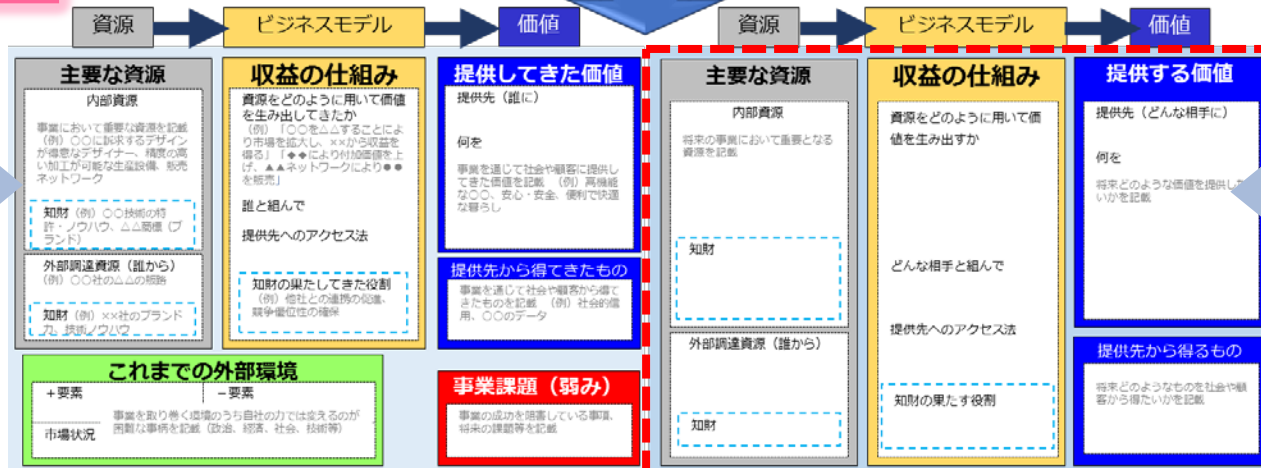 資源
ビジネスモデル
価値
主要な資源
内部資源
事業において重要な資源を記載
(例)〇〇に訴求するデザイン
が得意なデザイナー、精度の高
い加工が可能な生産設備、販売
ネットワーク
知財(例)〇〇技術の特
許・ノウハウ、△△商標(ブ
ランド)
外部調達資源(誰から)
(例)〇〇社の△△の販路
知財(例)××社のブランド
力、技術ノウハウ
収益の仕組み
資源をどのように用いて価値
を生み出してきたか
(例)「〇〇を△△することによ
り市場を拡大し、××から収益を
得る」「◆◆により付加価値を上
げ、▲▲ネットワークにより●●
を販売」
誰と組んで
提供先へのアクセス法
知財の果たしてきた役割
(例)他社との連携の促進、
競争優位性の確保
提供してきた価値
提供先(誰に)
何を
事業を通じて社会や顧客に提供し
てきた価値を記載 (例)高機能
な〇〇、安心・安全、便利で快適
な暮らし
提供先から得てきたもの
事業を通じて社会や顧客から得て
きたものを記載 (例)社会的信
用、〇〇のデータ
これまでの外部環境
+要素
-要素
事業を取り巻く環境のうち自社の力では変えるのが
困難な事柄を記載(政治、経済、社会、技術等)
市場状況
事業課題(弱み)
事業の成功を阻害している事項、
将来の課題等を記載
資源
ビジネスモデル
価値
主要な資源
内部資源
将来の事業において重要となる
資源を記載
知財
外部調達資源(誰から)
知財
収益の仕組み
資源をどのように用いて価
値を生み出すか
どんな相手と組んで
提供先へのアクセス法
知財の果たす役割
提供する価値
提供先(どんな相手に)
何を
将来どのような価値を提供した
いかを記載
提供先から得るもの
将来どのようなものを社会や顧
客から得たいかを記載